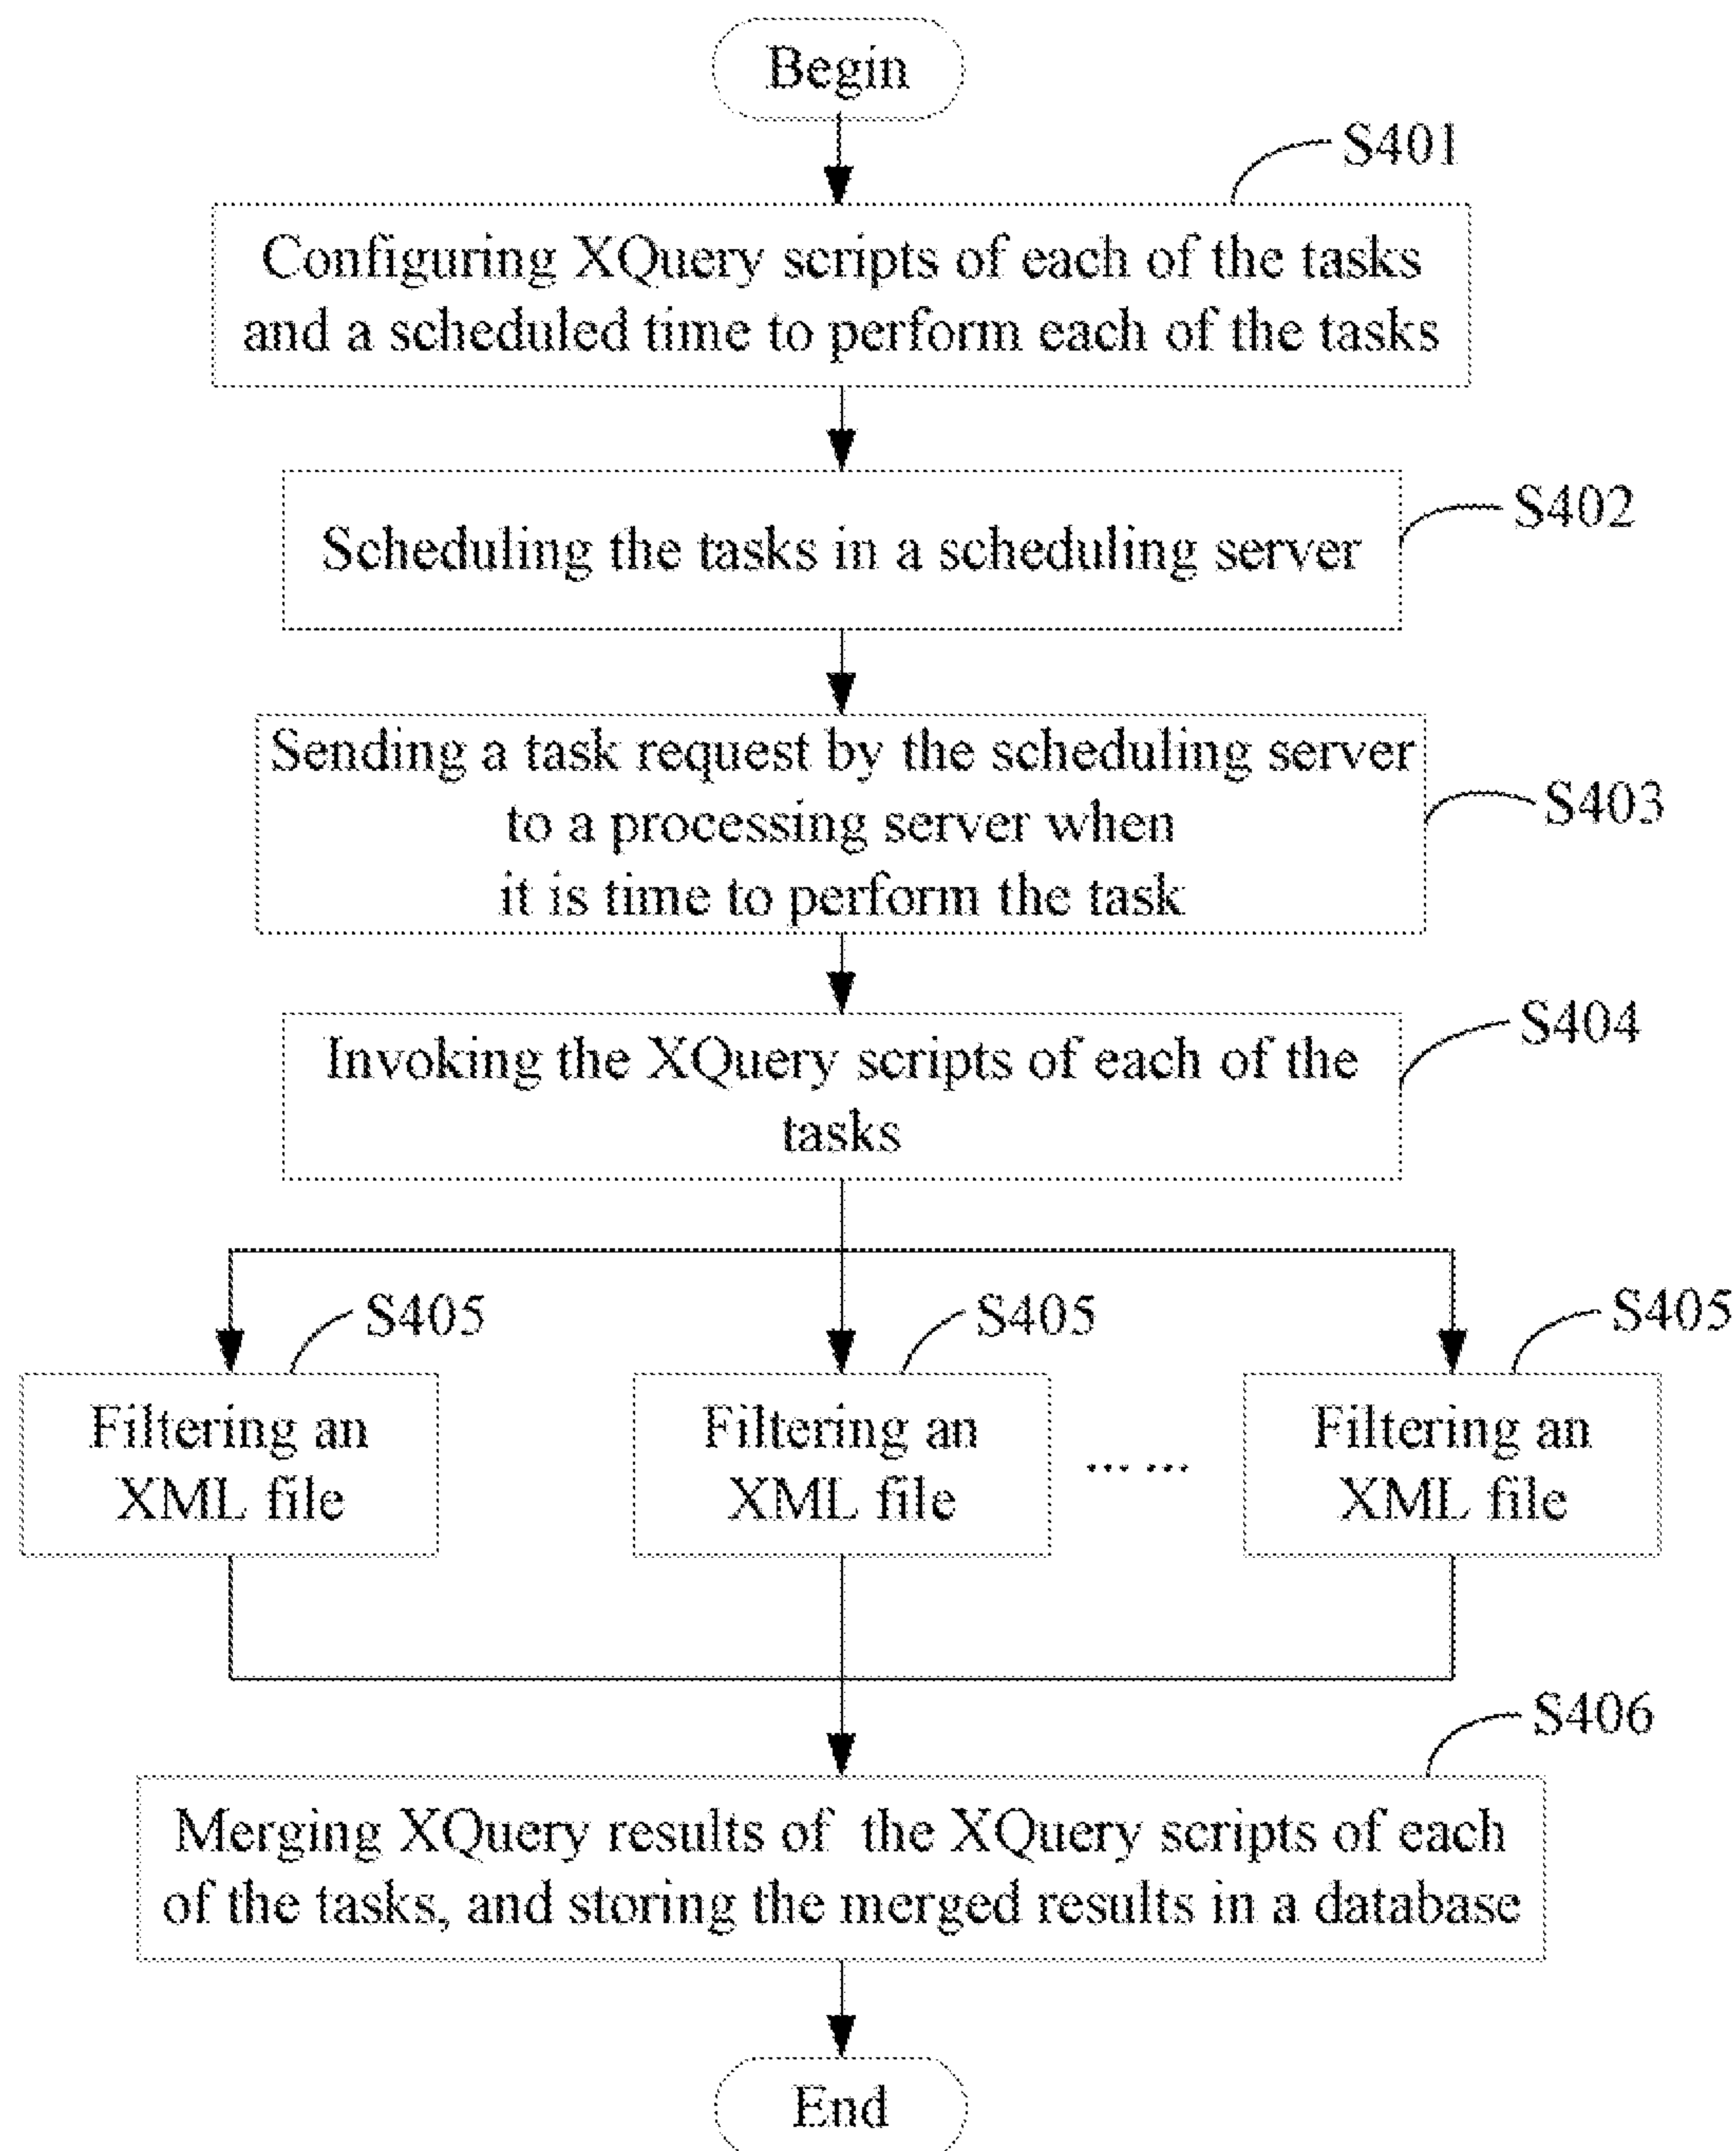 Begin
S401
Configuring XQuery scripts of each of the tasks
and a scheduled time to perform each of the tasks
S402
Scheduling the tasks in a scheduling server
Sending a task request by the scheduling server
to a processing server when
it is time to perform the task
S403
S404
Invoking the XQuery scripts of each of the
tasks
S405
S405
S405
Filtering an
XML file
Filtering an
XML file
... ...
Filtering an
XML file
S406
Merging XQuery results of the XQuery scripts of each
of the tasks, and storing the merged results in a database
End